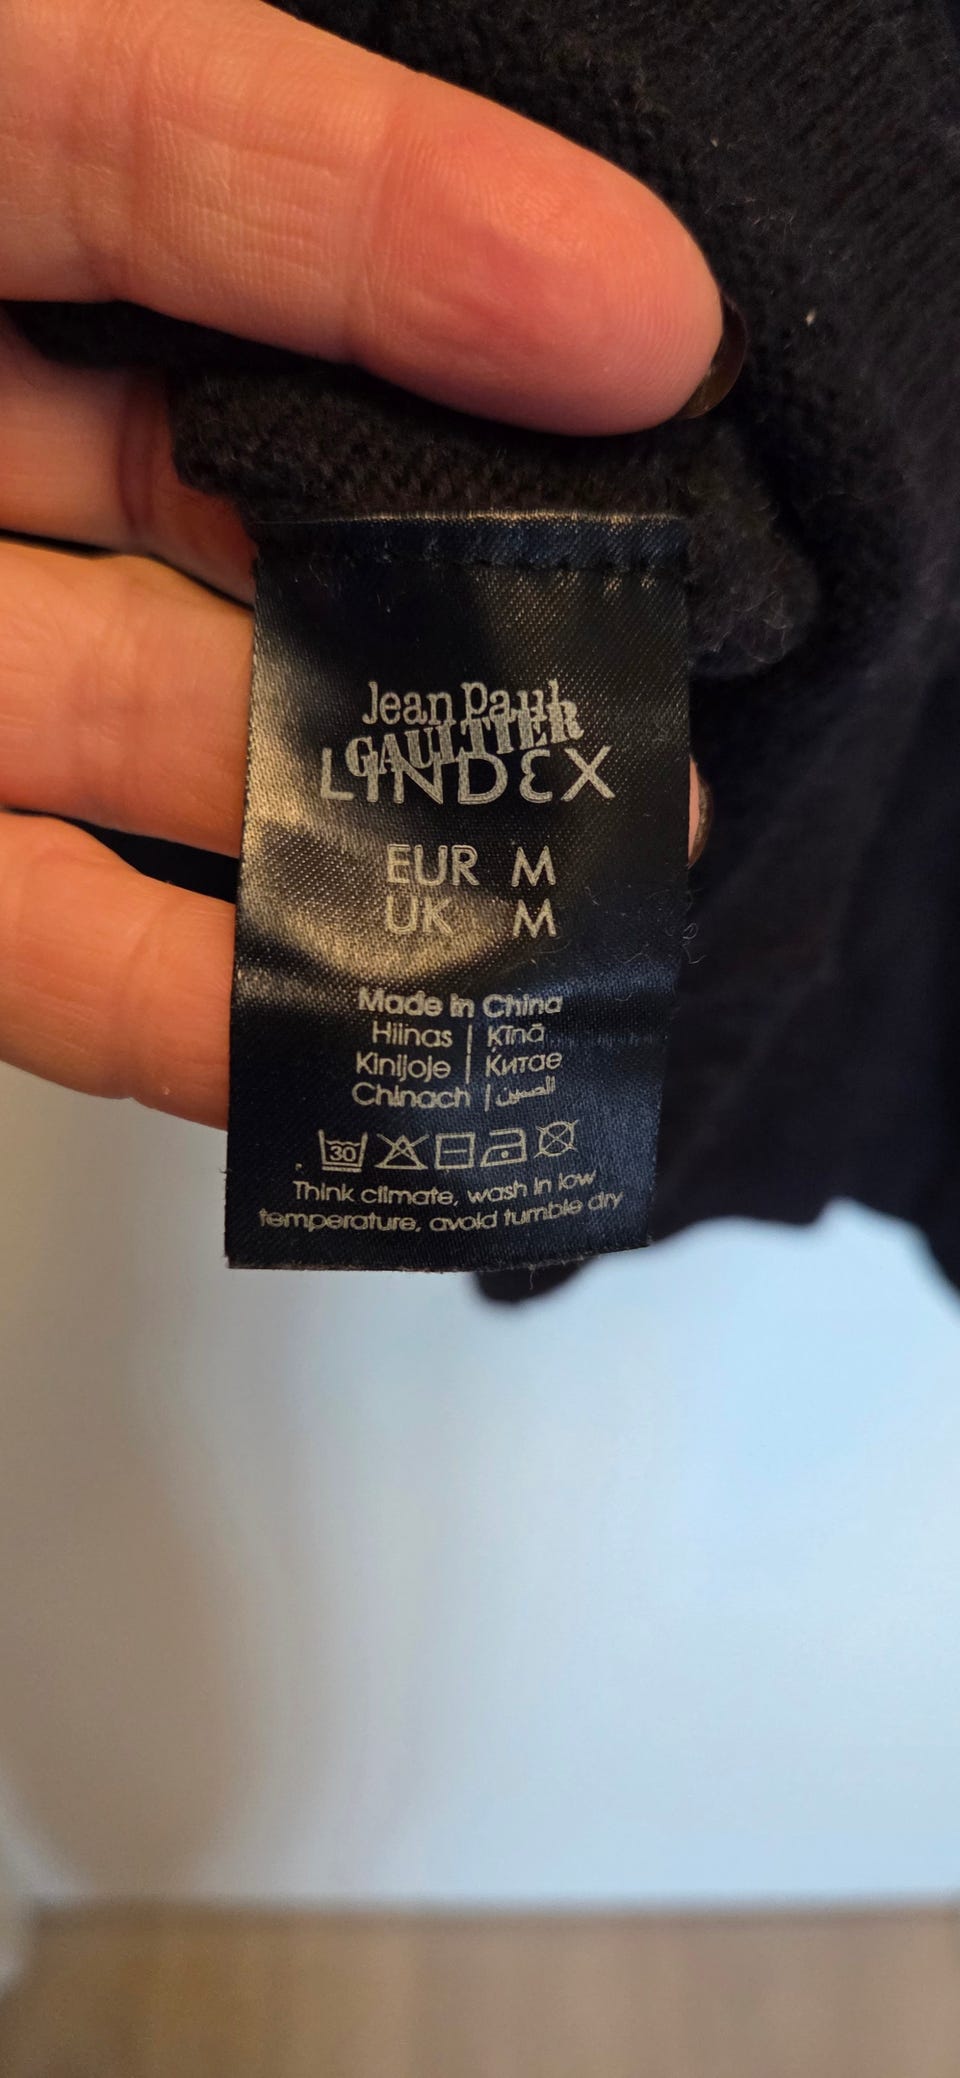 Jean Paul
GAULTIER
LINDEX
EUR M
UK M
Made in China
Hiinas | Ķīnā
Kinijoje | Китае
Chinach | الصين
30
Think climate, wash in low
temperature, avoid tumble dry